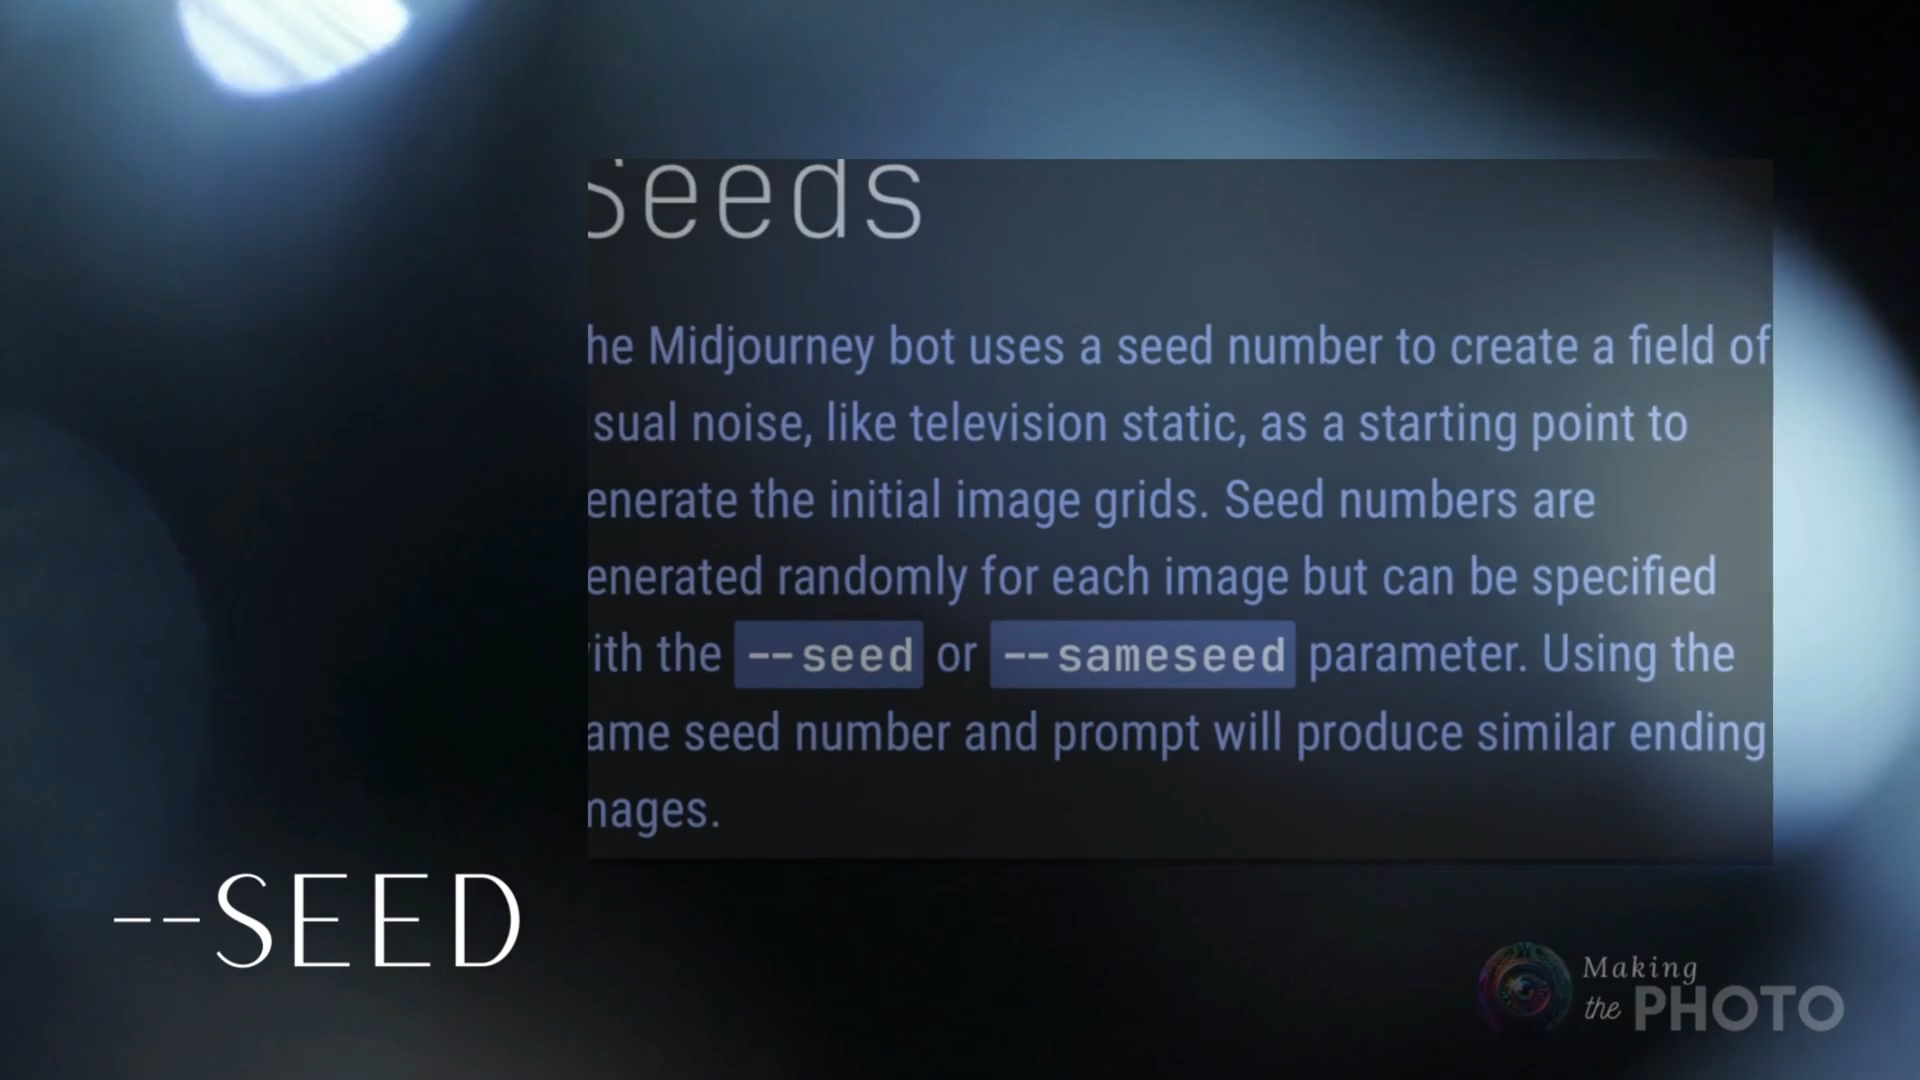 Seeds
he Midjourney bot uses a seed number to create a field of
sual noise, like television static, as a starting point to
enerate the initial image grids. Seed numbers are
enerated randomly for each image but can be specified
ith the --seed or --sameseed parameter. Using the
ame seed number and prompt will produce similar ending
mages.
--SEED
Making
the PHOTO